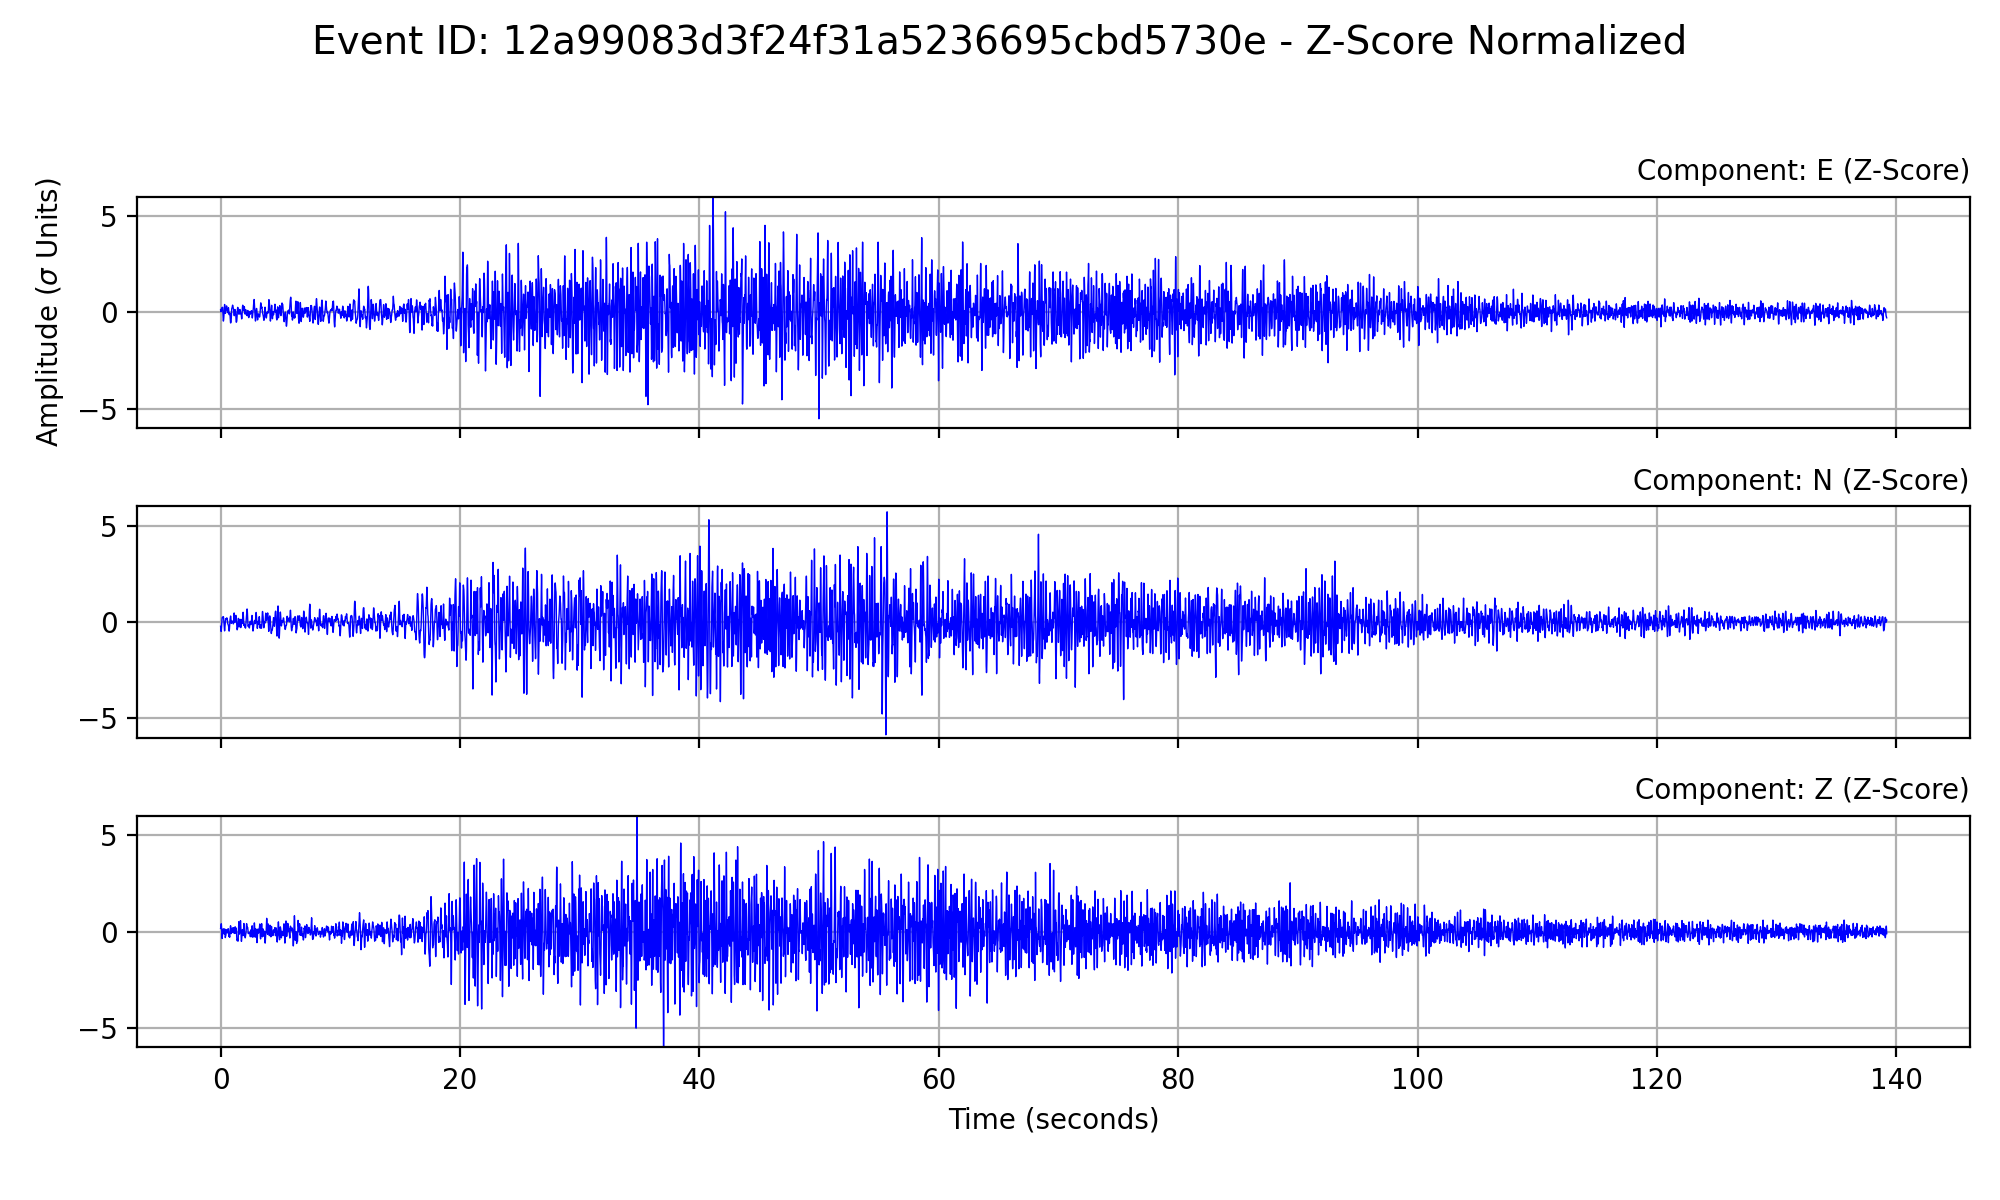 Event ID: 12a99083d3f24f31a5236695cbd5730e - Z-Score Normalized
Component: E (Z-Score)
Amplitude (σ Units)
5
0
−5
Component: N (Z-Score)
5
0
−5
Component: Z (Z-Score)
5
0
−5
0 20 40 60 80 100 120 140
Time (seconds)